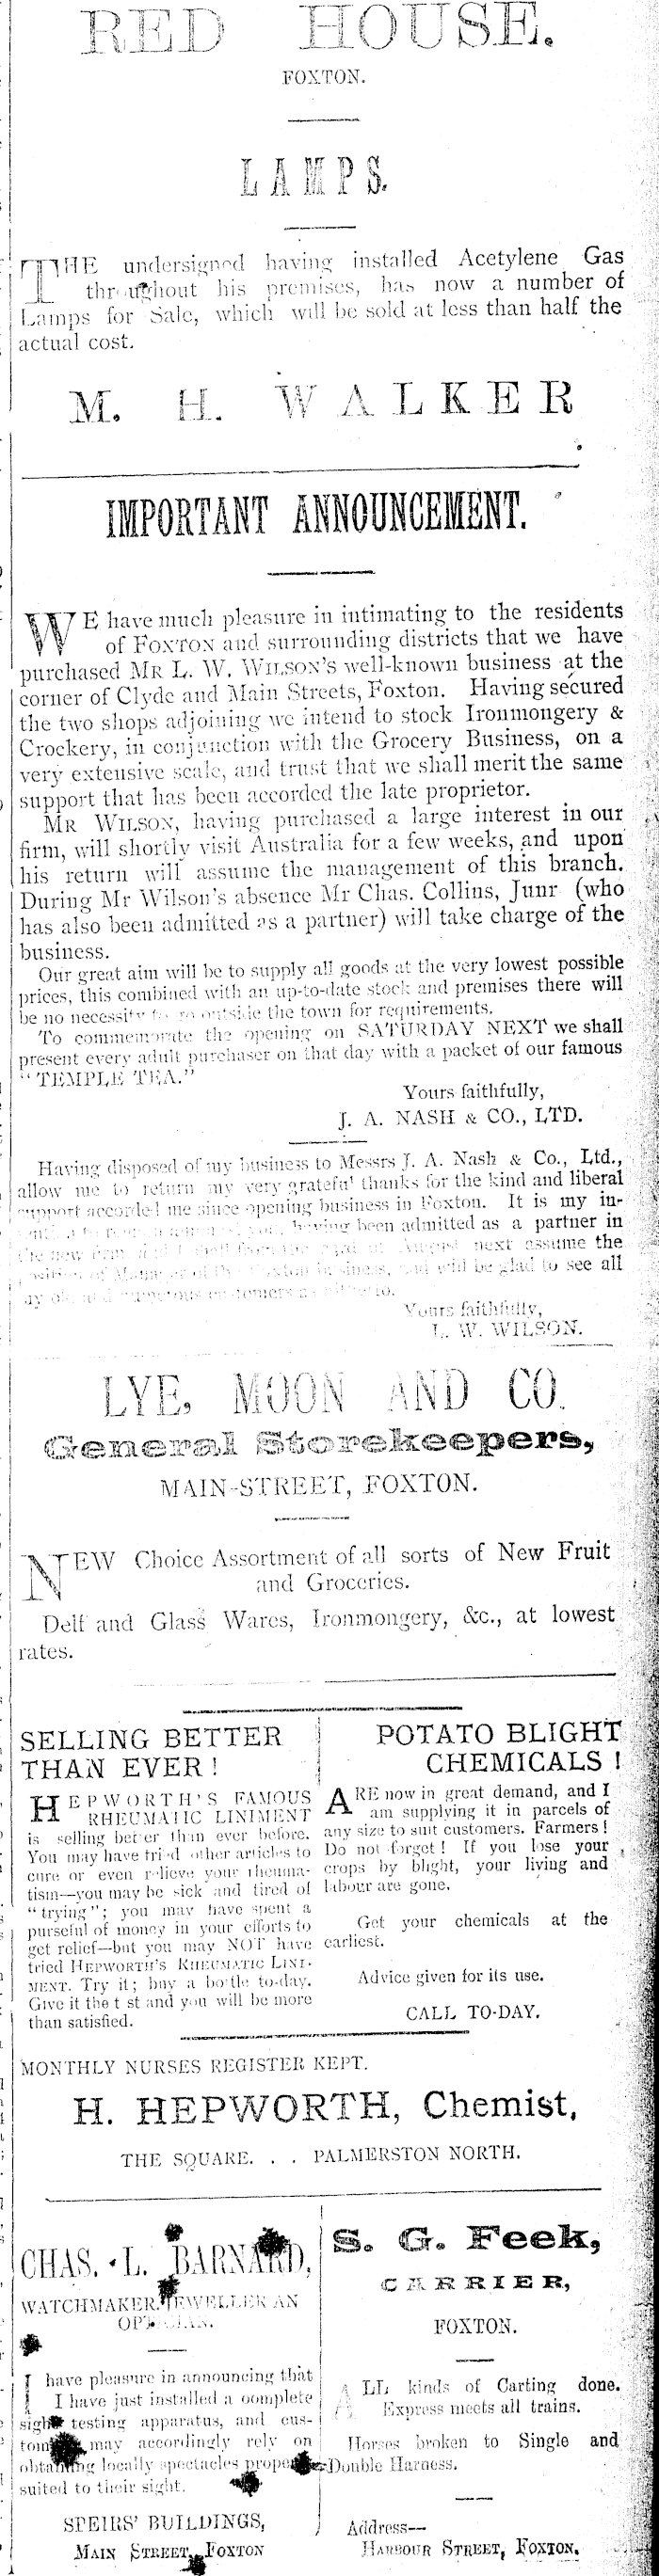 RED HOUSE.
FOXTON.
LAMPS.
THE undersigned having installed Acetylene Gas
throughout his premises, has now a number of
Lamps for Sale, which will be sold at less than half the
actual cost.
M. H. WALKER
IMPORTANT ANNOUNCEMENT.
WE have much pleasure in intimating to the residents
of FOXTON and surrounding districts that we have
purchased MR L. W. WILSON'S well-known business at the
corner of Clyde and Main Streets, Foxton. Having secured
the two shops adjoining we intend to stock Ironmongery &
Crockery, in conjunction with the Grocery Business, on a
very extensive scale, and trust that we shall merit the same
support that has been accorded the late proprietor.
MR WILSON, having purchased a large interest in our
firm, will shortly visit Australia for a few weeks, and upon
his return will assume the management of this branch.
During Mr Wilson's absence Mr Chas. Collins, Junr (who
has also been admitted as a partner) will take charge of the
business.
Our great aim will be to supply all goods at the very lowest possible
prices, this combined with an up-to-date stock and premises there will
be no necessity to go outside the town for requirements.
To commemorate the opening on SATURDAY NEXT we shall
present every adult purchaser on that day with a packet of our famous
"TEMPLE TEA."
Yours faithfully,
J. A. NASH & CO., LTD.
Having disposed of my business to Messrs J. A. Nash & Co., Ltd.,
allow me to return my very grateful thanks for the kind and liberal
support accorded me since opening business in Foxton. It is my in-
having been admitted as a partner in
the new firm August next assume the
position of Manager of the Foxton business, and will be glad to see all
my old and numerous customers as hitherto.
Yours faithfully,
L. W. WILSON.
LYE, MOON AND CO.
General Storekeepers,
MAIN-STREET, FOXTON.
NEW Choice Assortment of all sorts of New Fruit
and Groceries.
Delf and Glass Wares, Ironmongery, &c., at lowest
rates.
SELLING BETTER
THAN EVER!
HEPWORTH'S FAMOUS
RHEUMATIC LINIMENT
is selling better than ever before.
You may have tried other articles to
cure or even relieve your rheuma-
tism—you may be sick and tired of
"trying"; you may have spent a
purseful of money in your efforts to
get relief—but you may NOT have
tried HEPWORTH'S RHEUMATIC LINI-
MENT. Try it; buy a bottle to-day.
Give it the t st and you will be more
than satisfied.
POTATO BLIGHT
CHEMICALS!
ARE now in great demand, and I
am supplying it in parcels of
any size to suit customers. Farmers!
Do not forget! If you lose your
crops by blight, your living and
labour are gone.
Get your chemicals at the
earliest.
Advice given for its use.
CALL TO-DAY.
MONTHLY NURSES REGISTER KEPT.
H. HEPWORTH, Chemist,
THE SQUARE. . . PALMERSTON NORTH.
CHAS. L. BARNARD,
WATCHMAKER. JEWELLER AN
OPTICIAN.
I have pleasure in announcing that
I have just installed a complete
sight testing apparatus, and cus-
tomers may accordingly rely on
obtaining locally spectacles properly
suited to their sight.
SPEIRS' BUILDINGS,
MAIN STREET, FOXTON
S. G. Feek,
CARRIER,
FOXTON.
ALL kinds of Carting done.
Express meets all trains.
Horses broken to Single and
Double Harness.
Address—
HARBOUR STREET, FOXTON.